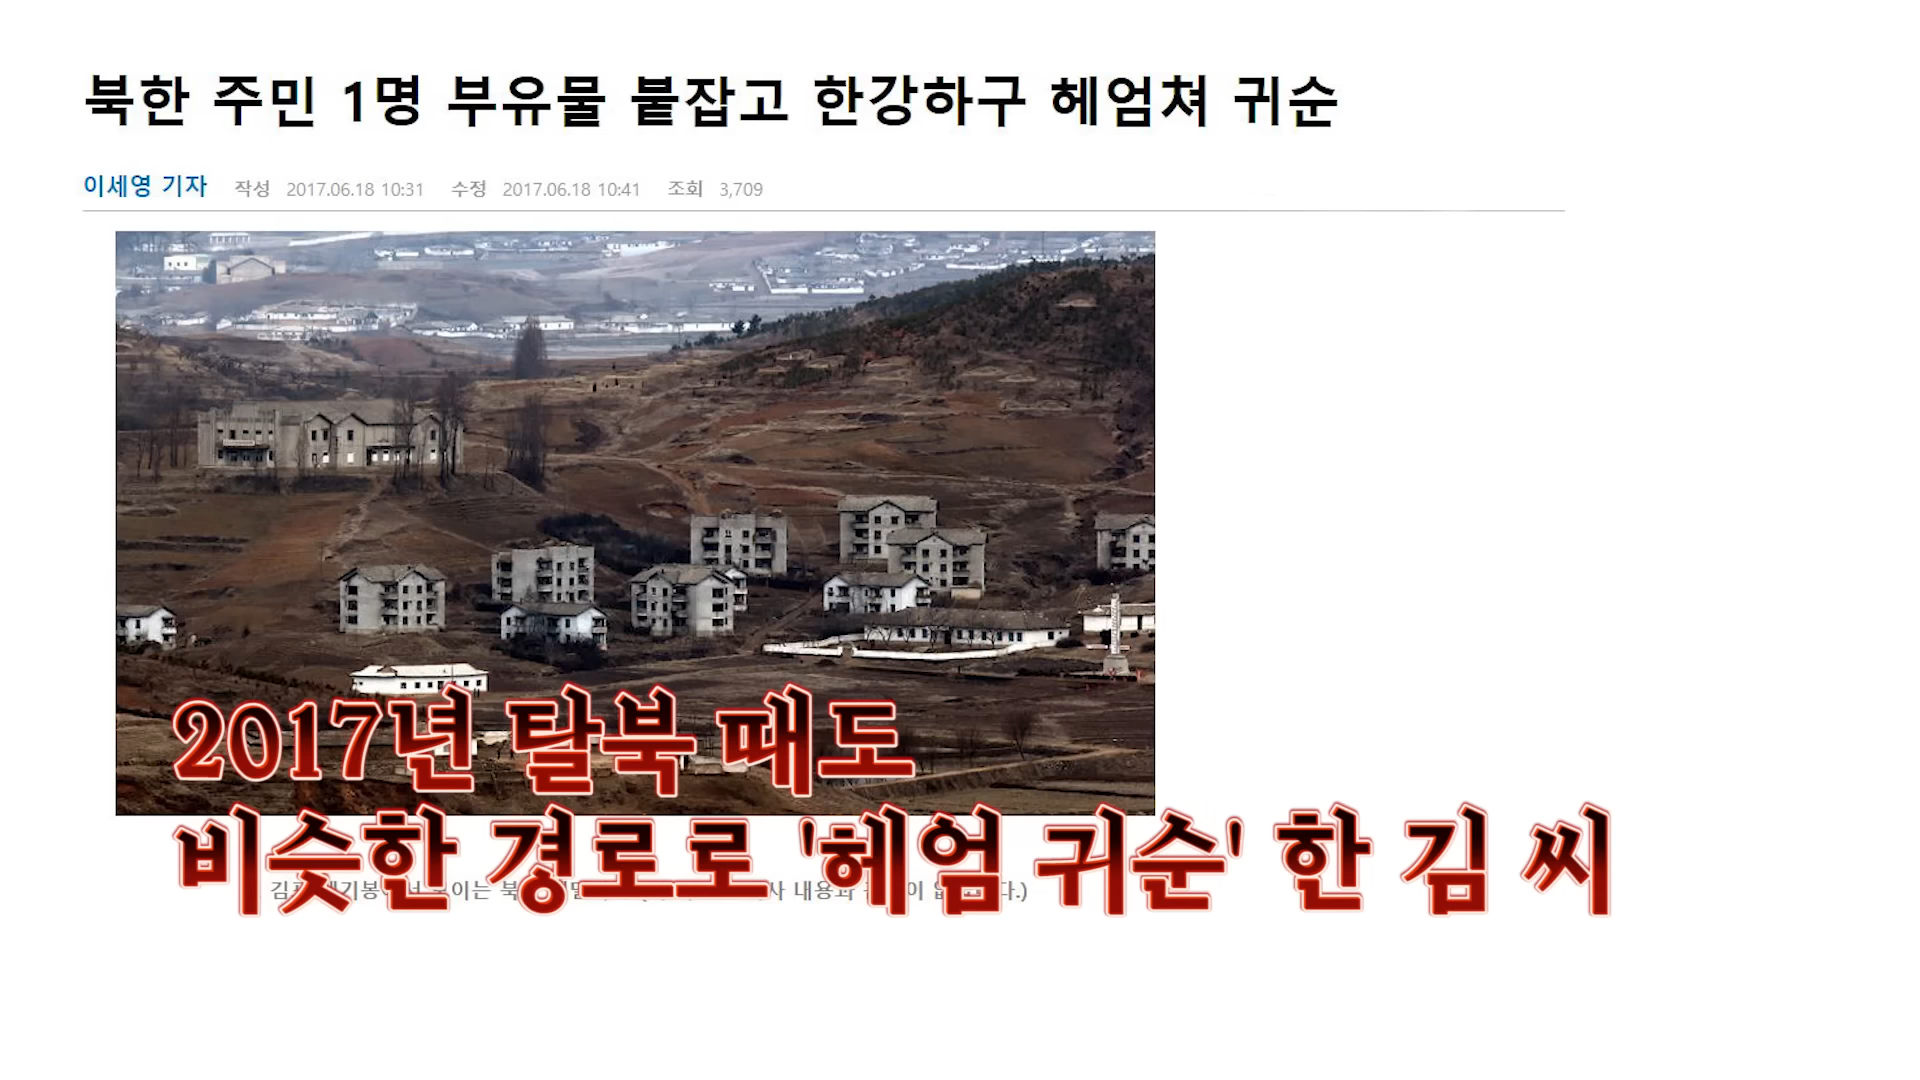 북한 주민 1명 부유물 붙잡고 한강하구 헤엄쳐 귀순
이세영 기자 작성 2017.06.18 10:31 수정 2017.06.18 10:41 조회 3,709
2017년 탈북 때도
비슷한 경로로 '헤엄 귀순' 한 김 씨
내용과